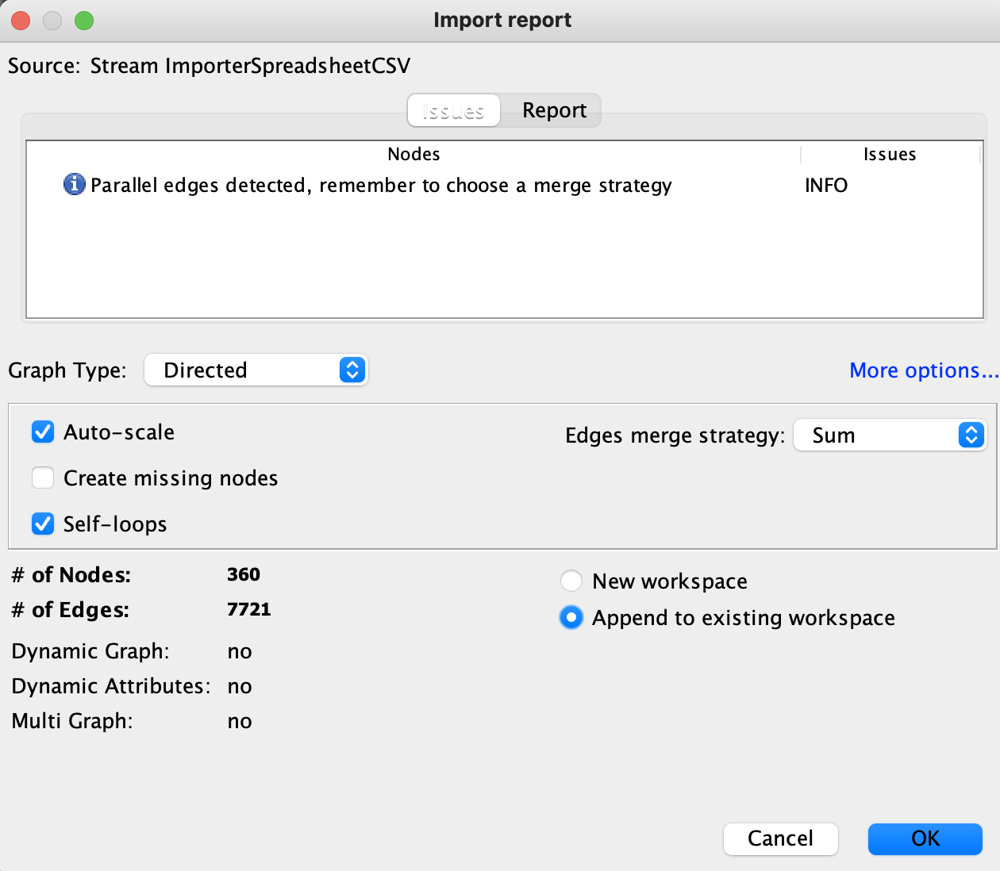 Import report
Source: Stream ImporterSpreadsheetCSV
Issues Report
Nodes Issues
Parallel edges detected, remember to choose a merge strategy INFO
Graph Type: Directed More options...
Auto-scale Edges merge strategy: Sum
Create missing nodes
Self-loops
# of Nodes: 360 New workspace
# of Edges: 7721 Append to existing workspace
Dynamic Graph: no
Dynamic Attributes: no
Multi Graph: no
Cancel OK